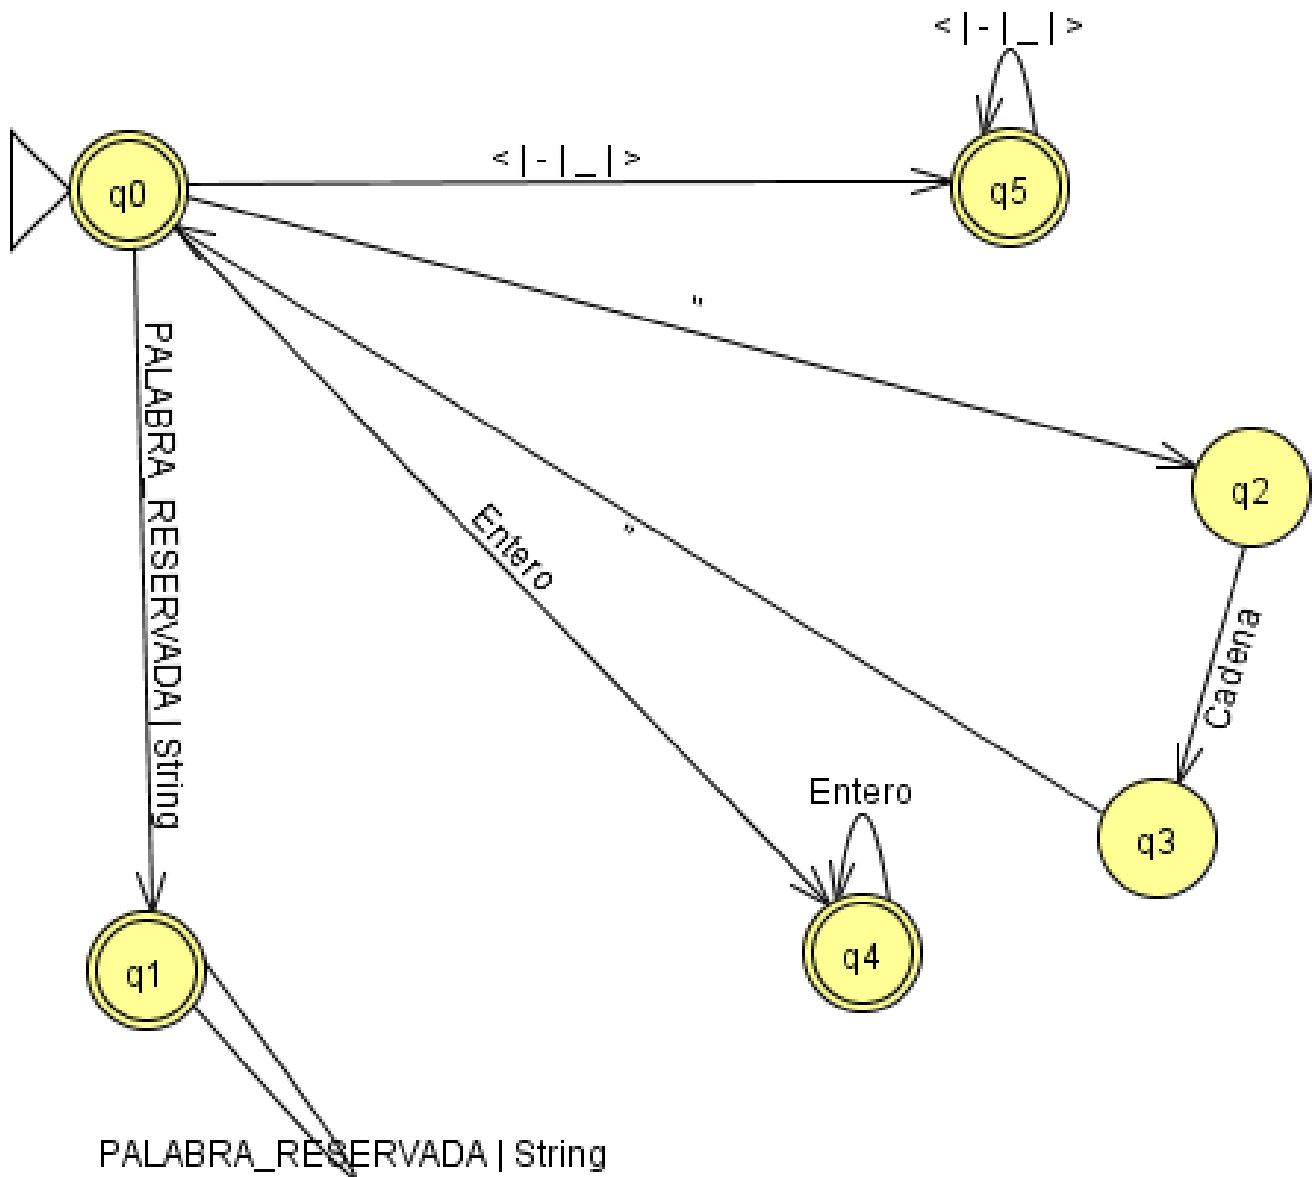 < | - | _ | >
< | - | _ | >
q0
q5
"
PALABRA_RESERVADA | String
q2
Entero
"
Cadena
Entero
q3
q4
q1
PALABRA_RESERVADA | String